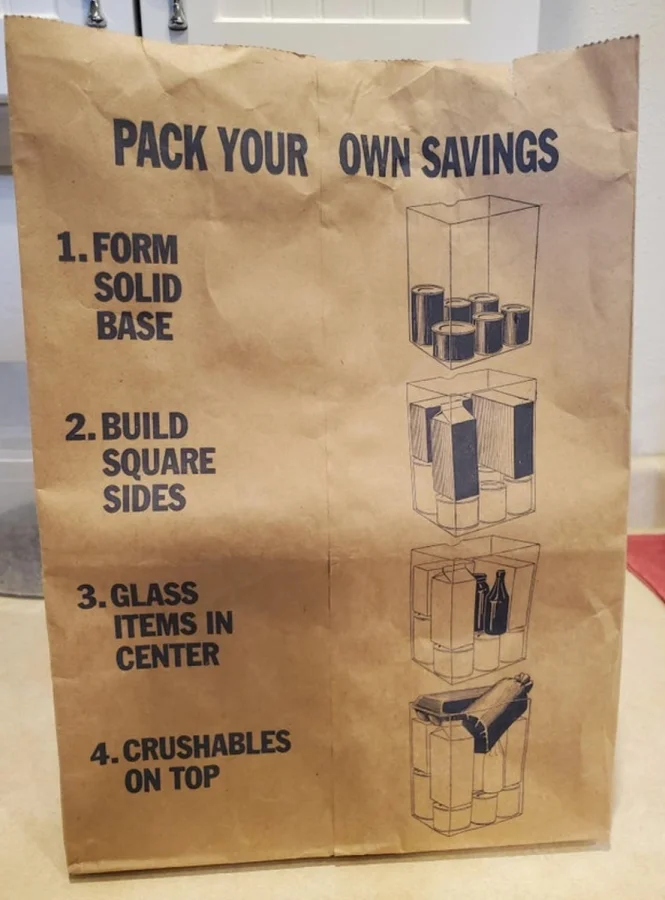 PACK YOUR OWN SAVINGS
1. FORM
SOLID
BASE
2. BUILD
SQUARE
SIDES
3. GLASS
ITEMS IN
CENTER
4. CRUSHABLES
ON TOP